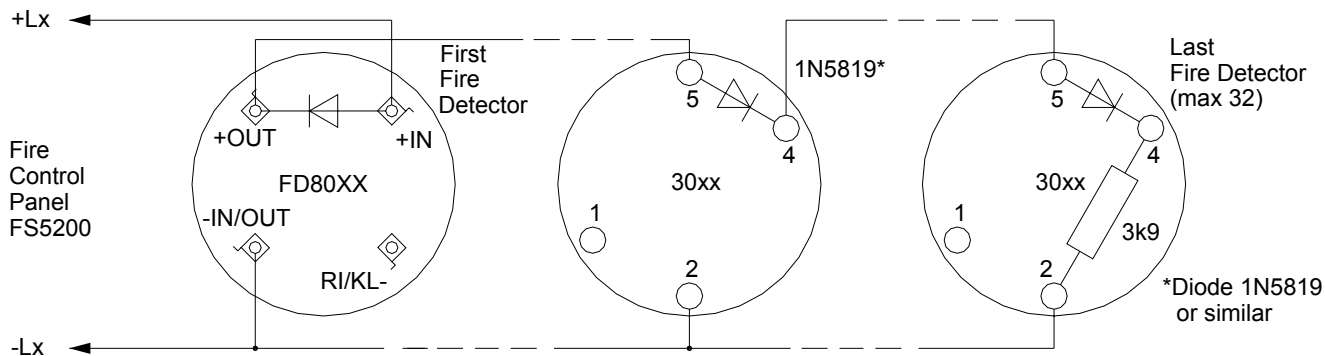 +Lx
First
Fire
Detector
1N5819*
Last
Fire Detector
(max 32)
Fire
Control
Panel
FS5200
+OUT
+IN
FD80XX
-IN/OUT
RI/KL-
5
4
30xx
1
2
5
4
30xx
1
3k9
2
*Diode 1N5819
or similar
-Lx